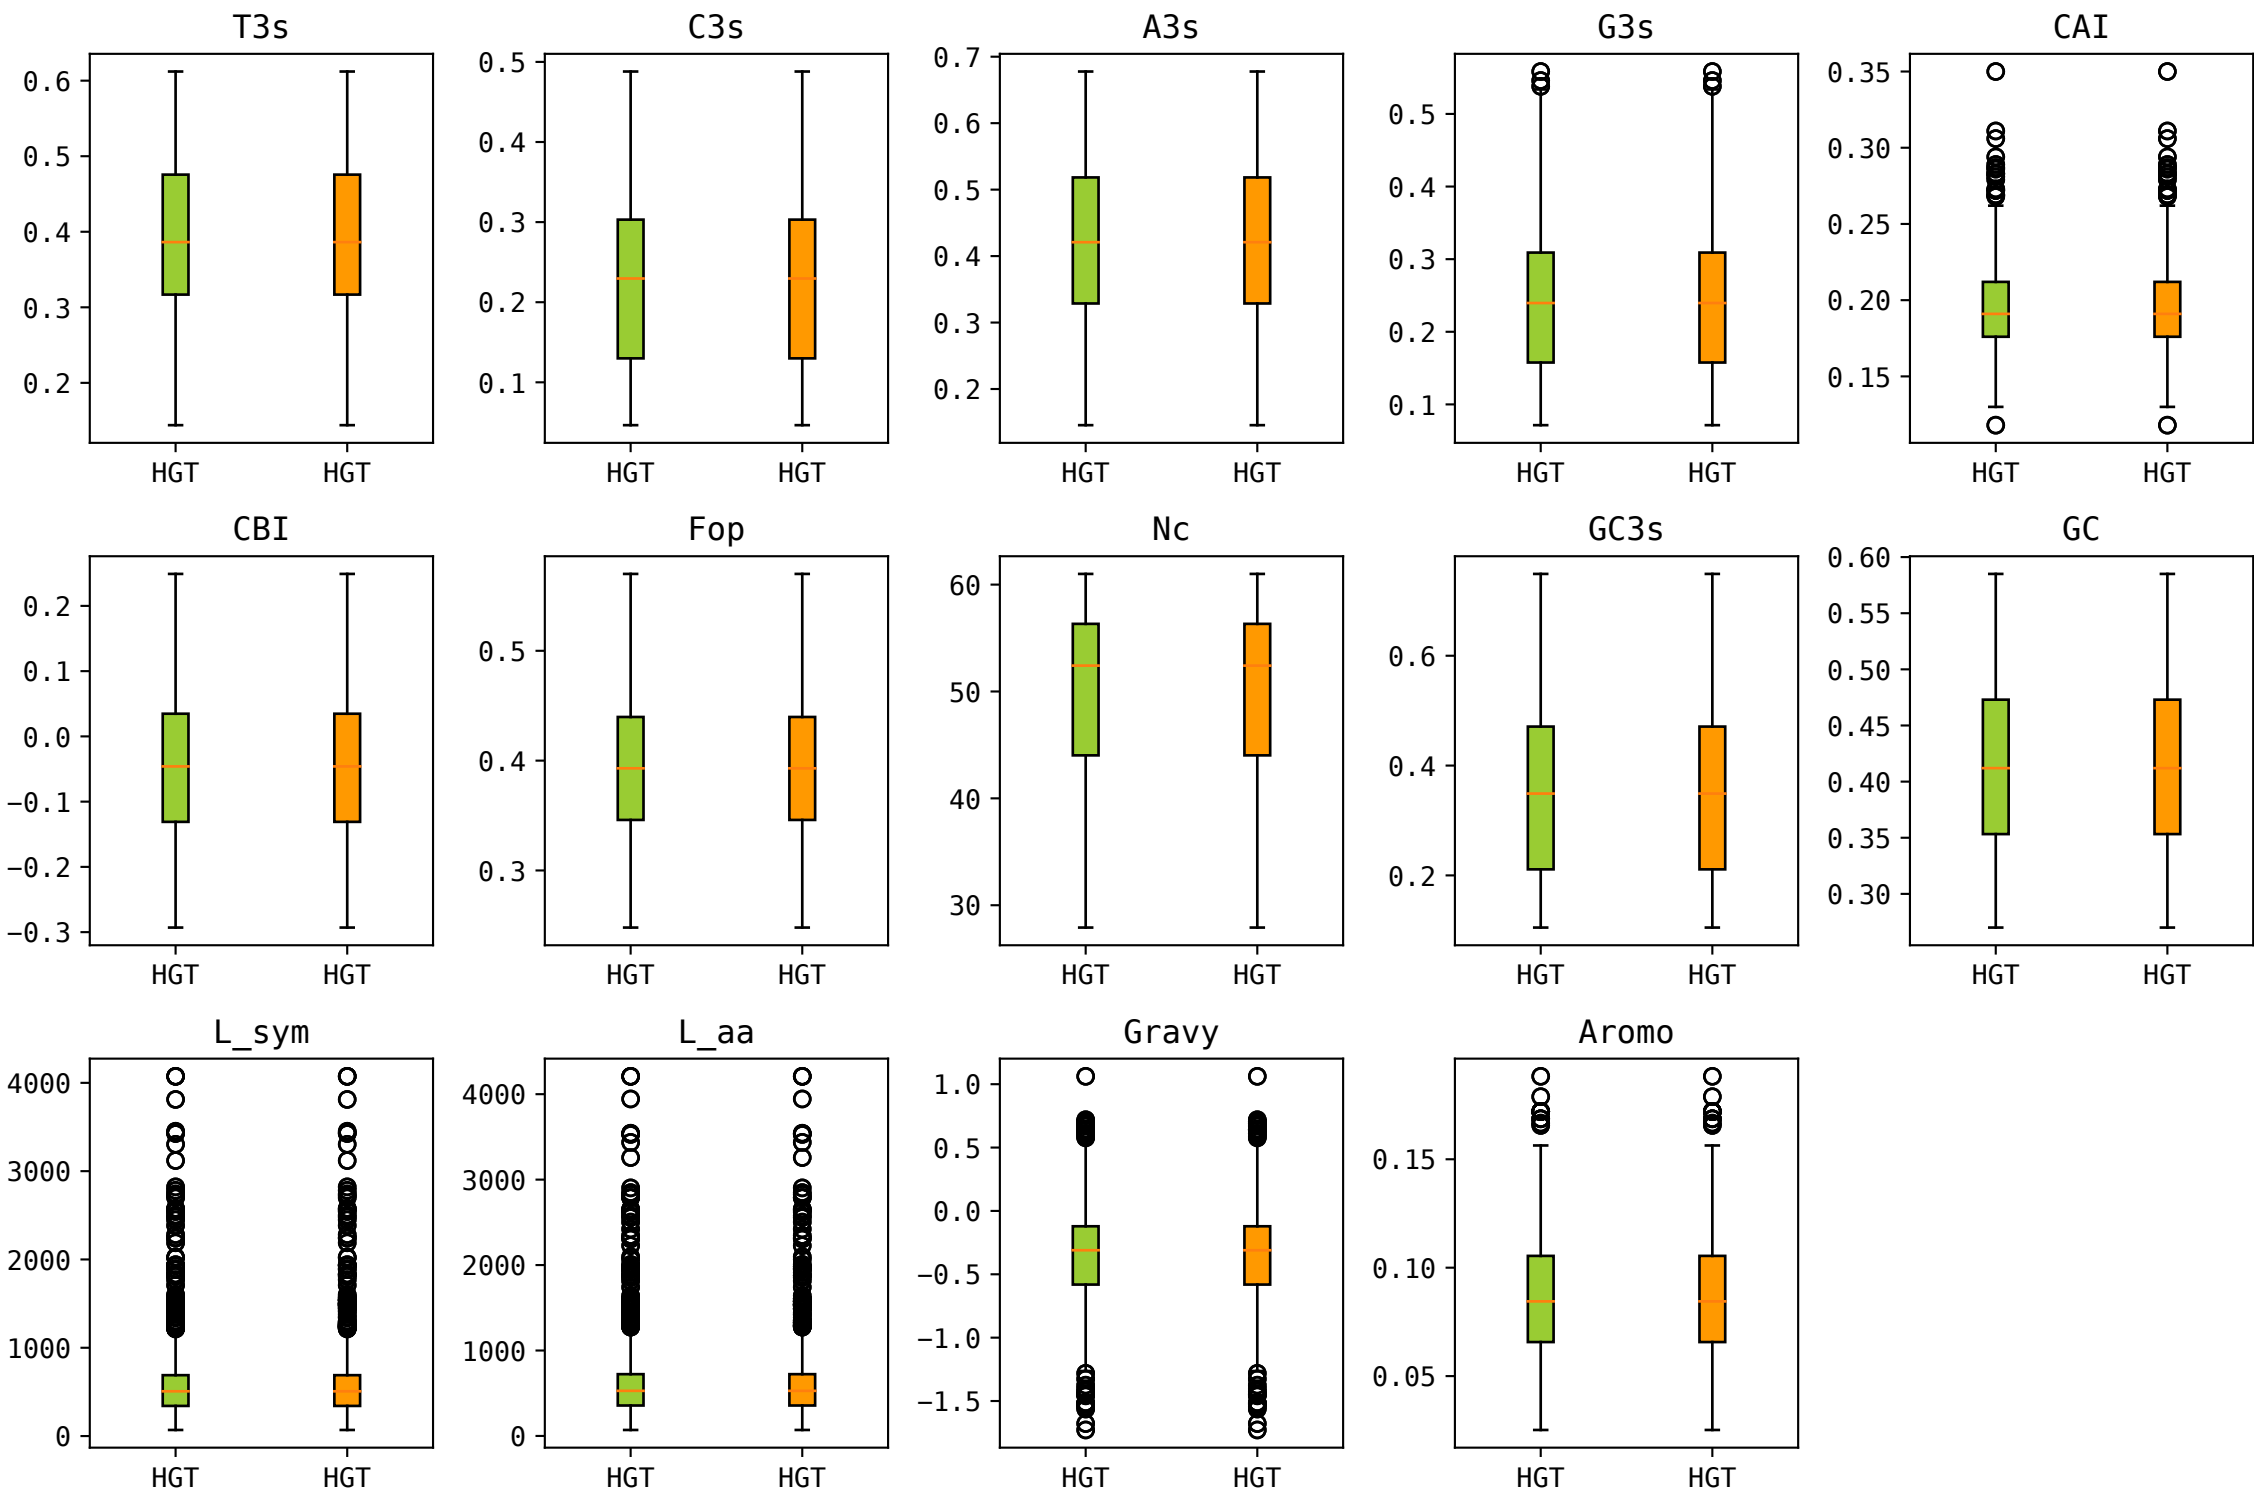 T3s C3s A3s G3s CAI
0.6 0.5 0.4 0.3 0.2
0.5 0.4 0.3 0.2 0.1
0.7 0.6 0.5 0.4 0.3 0.2
0.5 0.4 0.3 0.2 0.1
0.35 0.30 0.25 0.20 0.15
HGT HGT HGT HGT HGT HGT HGT HGT HGT HGT
CBI Fop Nc GC3s GC
0.2 0.1 0.0 −0.1 −0.2 −0.3
0.5 0.4 0.3
60 50 40 30
0.6 0.4 0.2
0.60 0.55 0.50 0.45 0.40 0.35 0.30
HGT HGT HGT HGT HGT HGT HGT HGT HGT HGT
L_sym L_aa Gravy Aromo
4000 3000 2000 1000 0
4000 3000 2000 1000 0
1.0 0.5 0.0 −0.5 −1.0 −1.5
0.15 0.10 0.05
HGT HGT HGT HGT HGT HGT HGT HGT